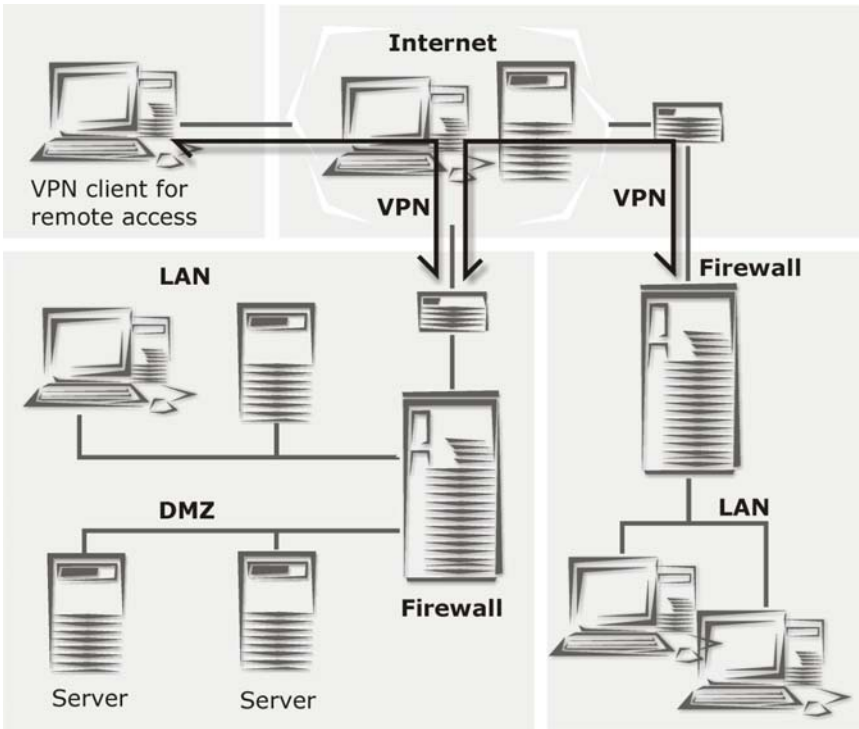 Internet
VPN client for
remote access
VPN
VPN
LAN
Firewall
DMZ
LAN
Firewall
Server
Server